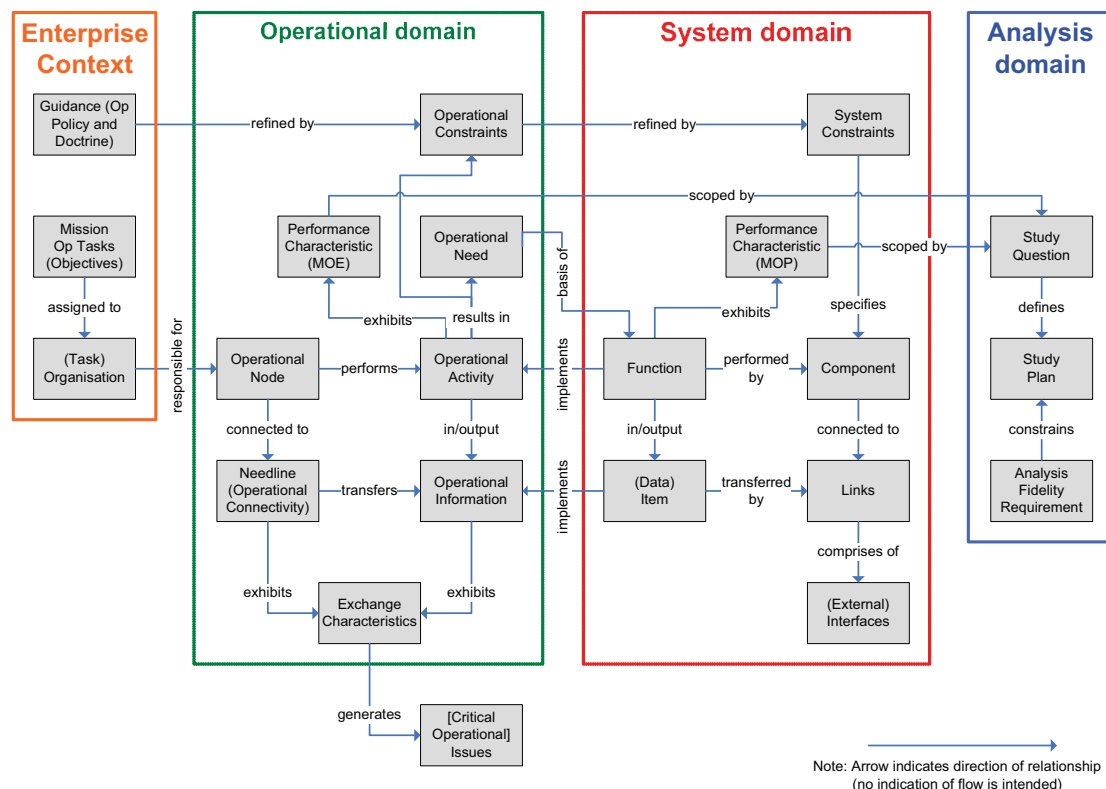 Enterprise
Context
Operational domain
System domain
Analysis
domain
Guidance (Op
Policy and
Doctrine)
refined by
Operational
Constraints
refined by
System
Constraints
scoped by
Mission
Op Tasks
(Objectives)
Performance
Characteristic
(MOE)
Operational
Need
basis of
Performance
Characteristic
(MOP)
scoped by
Study
Question
assigned to
exhibits
results in
exhibits
specifies
defines
(Task)
Organisation
responsible for
Operational
Node
performs
Operational
Activity
implements
Function
performed
by
Component
Study
Plan
connected to
in/output
in/output
connected to
constrains
Needline
(Operational
Connectivity)
transfers
Operational
Information
implements
(Data)
Item
transferred
by
Links
Analysis
Fidelity
Requirement
exhibits
exhibits
comprises of
Exchange
Characteristics
(External)
Interfaces
generates
[Critical
Operational]
Issues
Note: Arrow indicates direction of relationship
(no indication of flow is intended)